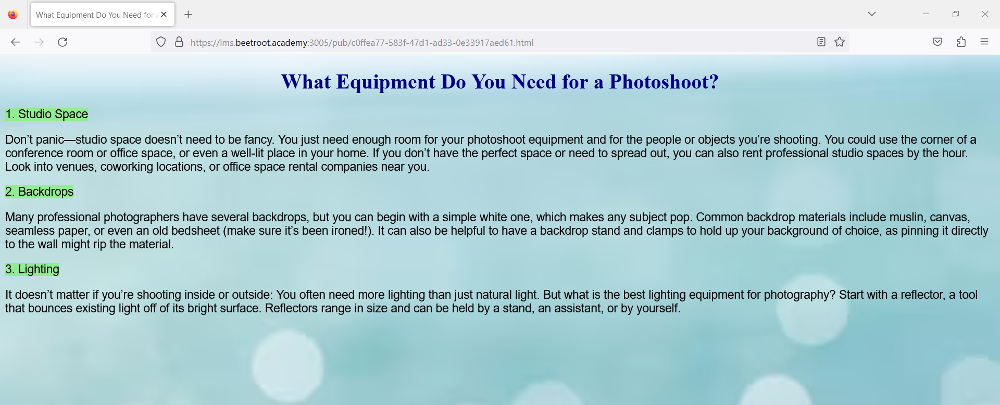 What Equipment Do You Need for
https://lms.beetroot.academy:3005/pub/c0ffea77-583f-47d1-ad33-0e33917aed61.html
What Equipment Do You Need for a Photoshoot?
1. Studio Space
Don’t panic—studio space doesn’t need to be fancy. You just need enough room for your photoshoot equipment and for the people or objects you’re shooting. You could use the corner of a
conference room or office space, or even a well-lit place in your home. If you don’t have the perfect space or need to spread out, you can also rent professional studio spaces by the hour.
Look into venues, coworking locations, or office space rental companies near you.
2. Backdrops
Many professional photographers have several backdrops, but you can begin with a simple white one, which makes any subject pop. Common backdrop materials include muslin, canvas,
seamless paper, or even an old bedsheet (make sure it’s been ironed!). It can also be helpful to have a backdrop stand and clamps to hold up your background of choice, as pinning it directly
to the wall might rip the material.
3. Lighting
It doesn’t matter if you’re shooting inside or outside: You often need more lighting than just natural light. But what is the best lighting equipment for photography? Start with a reflector, a tool
that bounces existing light off of its bright surface. Reflectors range in size and can be held by a stand, an assistant, or by yourself.